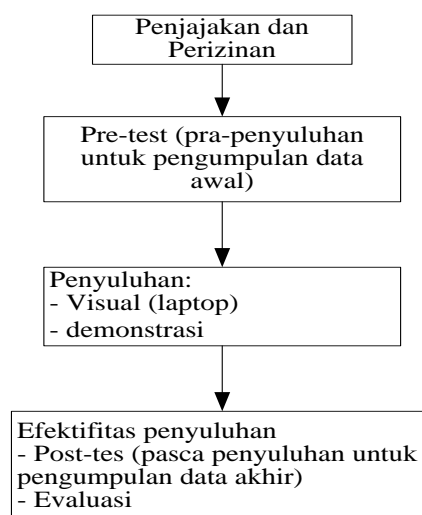 Penjajakan dan
Perizinan
Pre-test (pra-penyuluhan
untuk pengumpulan data
awal)
Penyuluhan:
- Visual (laptop)
- demonstrasi
Efektifitas penyuluhan
- Post-tes (pasca penyuluhan untuk
pengumpulan data akhir)
- Evaluasi